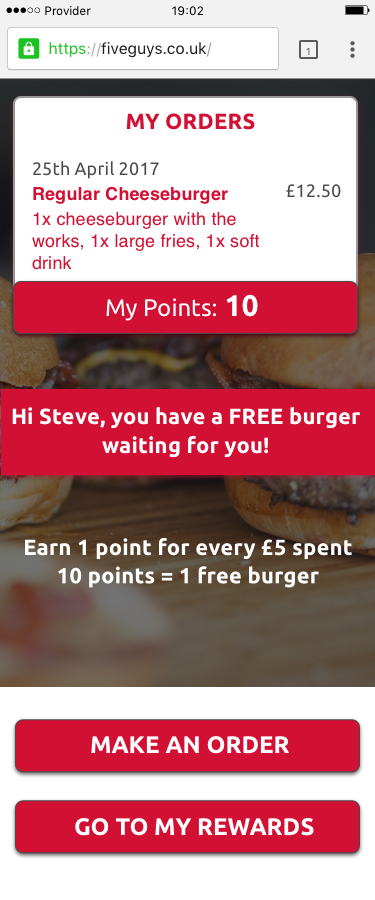 ●●●○○ Provider 19:02
https://fiveguys.co.uk/ 1
MY ORDERS
25th April 2017
Regular Cheeseburger £12.50
1x cheeseburger with the
works, 1x large fries, 1x soft
drink
My Points: 10
Hi Steve, you have a FREE burger
waiting for you!
Earn 1 point for every £5 spent
10 points = 1 free burger
MAKE AN ORDER
GO TO MY REWARDS